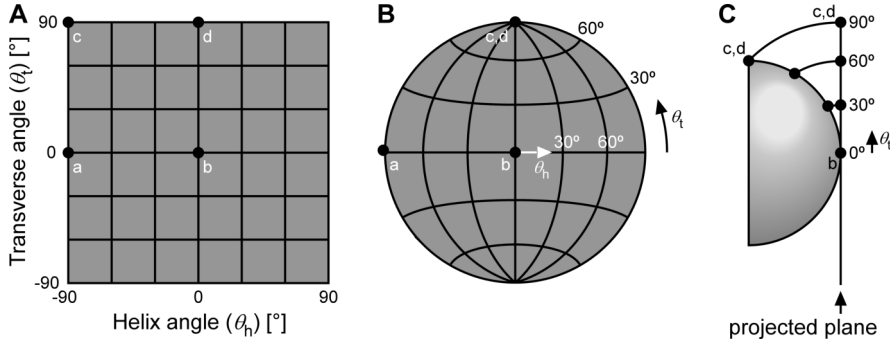 A
Transverse angle (θt) [°]
90
0
-90
c
d
a
b
-90
0
90
Helix angle (θh) [°]
B
c,d
60º
30º
θt
a
b
30º
60º
θh
C
c,d
c,d
90º
60º
30º
θt
b
0º
projected plane